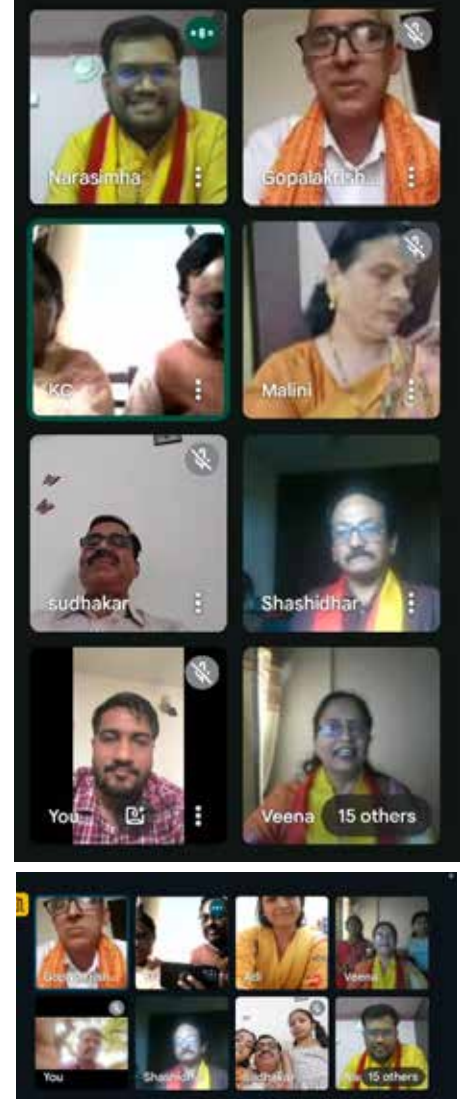 Narasimha
Gopalakrish...
KC
Malini
sudhakar
Shashidhar
You
Veena
15 others
Adi
Veena
You
15 others